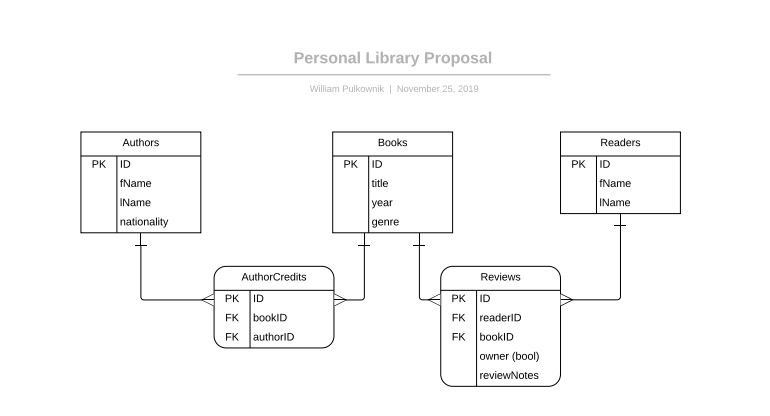 Personal Library Proposal
William Pulkownik | November 25, 2019
Authors
PK ID
fName
lName
nationality
Books
PK ID
title
year
genre
Readers
PK ID
fName
lName
AuthorCredits
PK ID
FK bookID
FK authorID
Reviews
PK ID
FK readerID
FK bookID
owner (bool)
reviewNotes